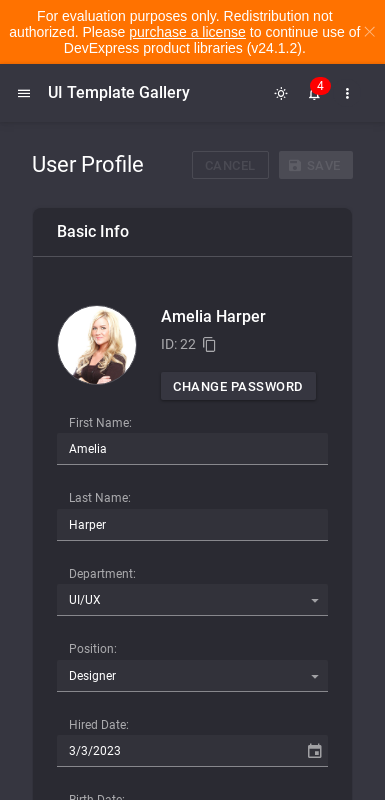 For evaluation purposes only. Redistribution not
authorized. Please purchase a license to continue use of
DevExpress product libraries (v24.1.2).
UI Template Gallery
4
User Profile
CANCEL
SAVE
Basic Info
Amelia Harper
ID: 22
CHANGE PASSWORD
First Name:
Amelia
Last Name:
Harper
Department:
UI/UX
Position:
Designer
Hired Date:
3/3/2023
Birth Date: